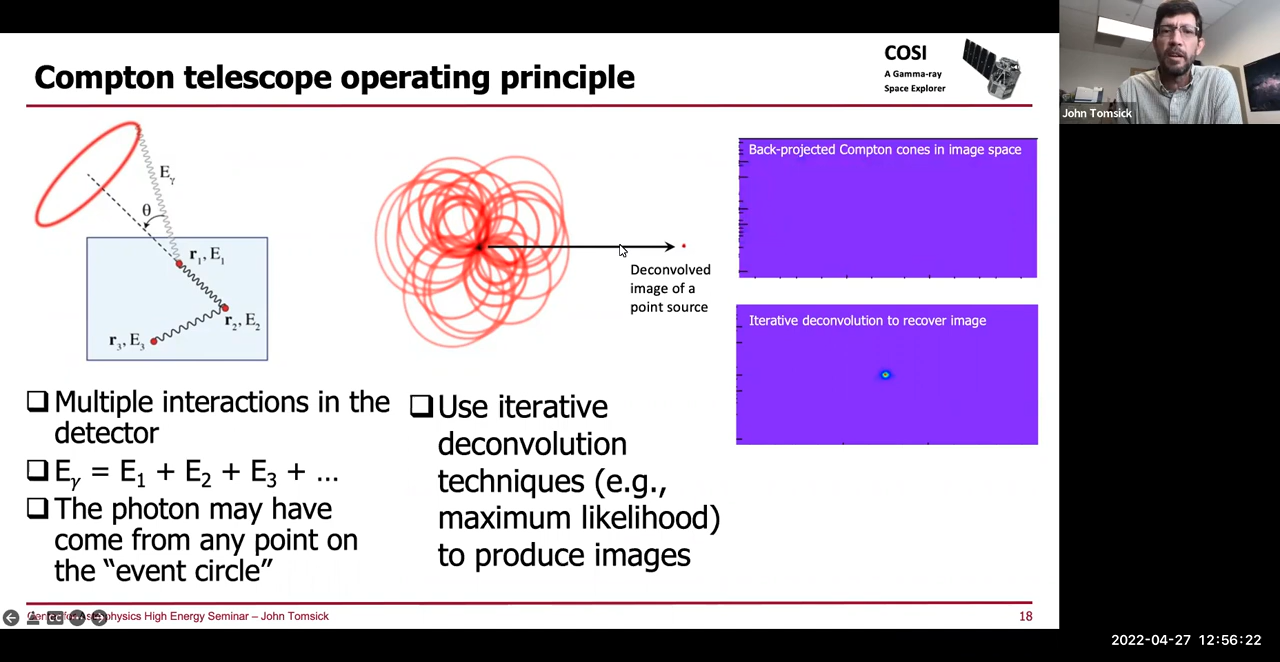 Compton telescope operating principle
COSI
A Gamma-ray
Space Explorer
John Tomsick
Eγ
θ
r1, E1
r2, E2
r3, E3
Deconvolved
image of a
point source
Back-projected Compton cones in image space
Iterative deconvolution to recover image
❑ Multiple interactions in the
detector
❑ Eγ = E1 + E2 + E3 + …
❑ The photon may have
come from any point on
the “event circle”
❑ Use iterative
deconvolution
techniques (e.g.,
maximum likelihood)
to produce images
Center for Astrophysics High Energy Seminar – John Tomsick
18
2022-04-27 12:56:22